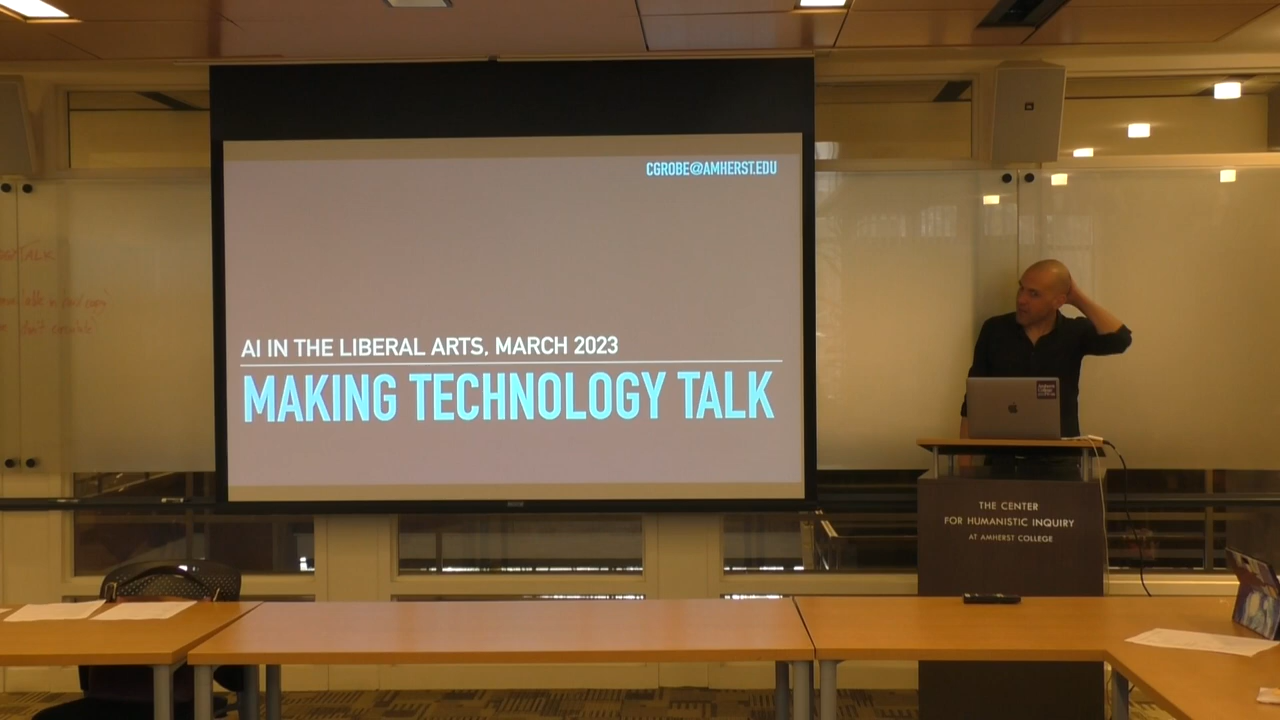 CGROBE@AMHERST.EDU
AI IN THE LIBERAL ARTS, MARCH 2023
MAKING TECHNOLOGY TALK
TALK
THE CENTER
FOR HUMANISTIC INQUIRY
AT AMHERST COLLEGE